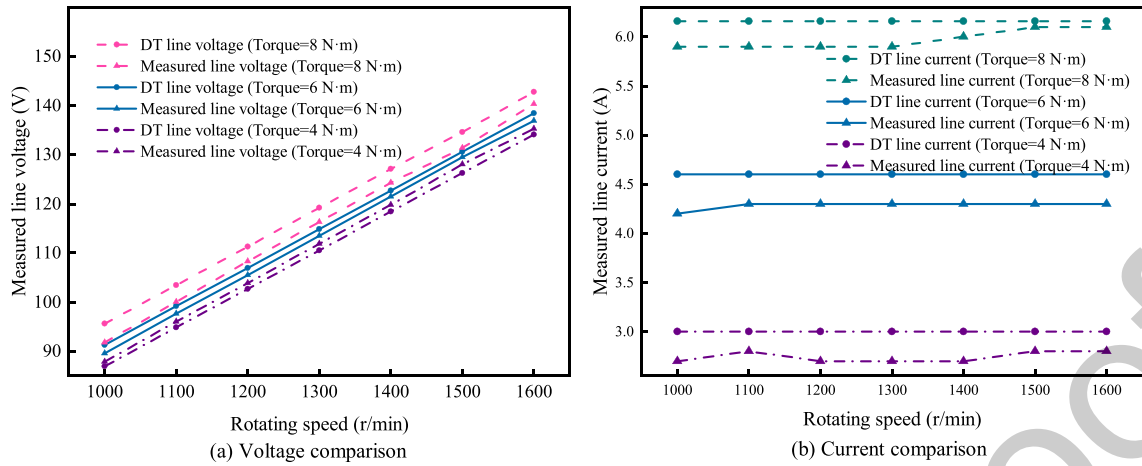 150
140
130
120
110
100
90
Measured line voltage (V)
DT line voltage (Torque=8 N·m)
Measured line voltage (Torque=8 N·m)
DT line voltage (Torque=6 N·m)
Measured line voltage (Torque=6 N·m)
DT line voltage (Torque=4 N·m)
Measured line voltage (Torque=4 N·m)
1000 1100 1200 1300 1400 1500 1600
Rotating speed (r/min)
(a) Voltage comparison
6.0
5.5
5.0
4.5
4.0
3.5
3.0
Measured line current (A)
DT line current (Torque=8 N·m)
Measured line current (Torque=8 N·m)
DT line current (Torque=6 N·m)
Measured line current (Torque=6 N·m)
DT line current (Torque=4 N·m)
Measured line current (Torque=4 N·m)
1000 1100 1200 1300 1400 1500 1600
Rotating speed (r/min)
(b) Current comparison